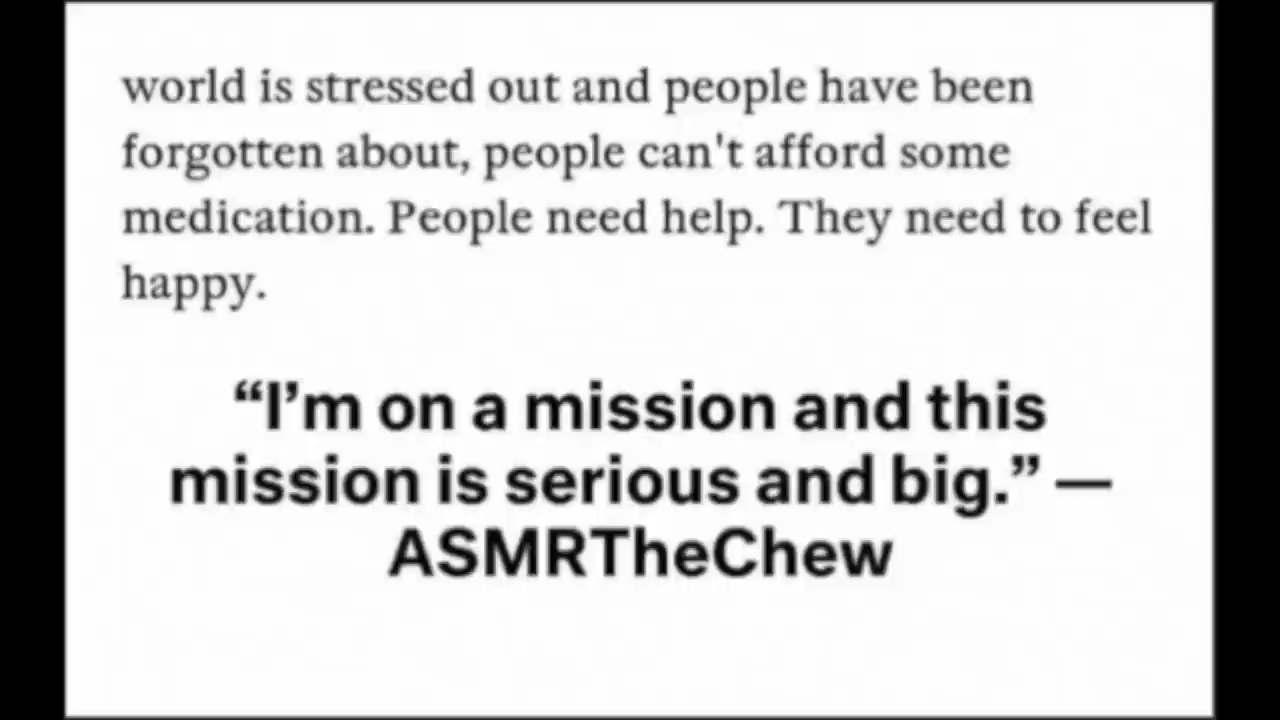 world is stressed out and people have been
forgotten about, people can't afford some
medication. People need help. They need to feel
happy.
“I’m on a mission and this
mission is serious and big.” —
ASMRTheChew